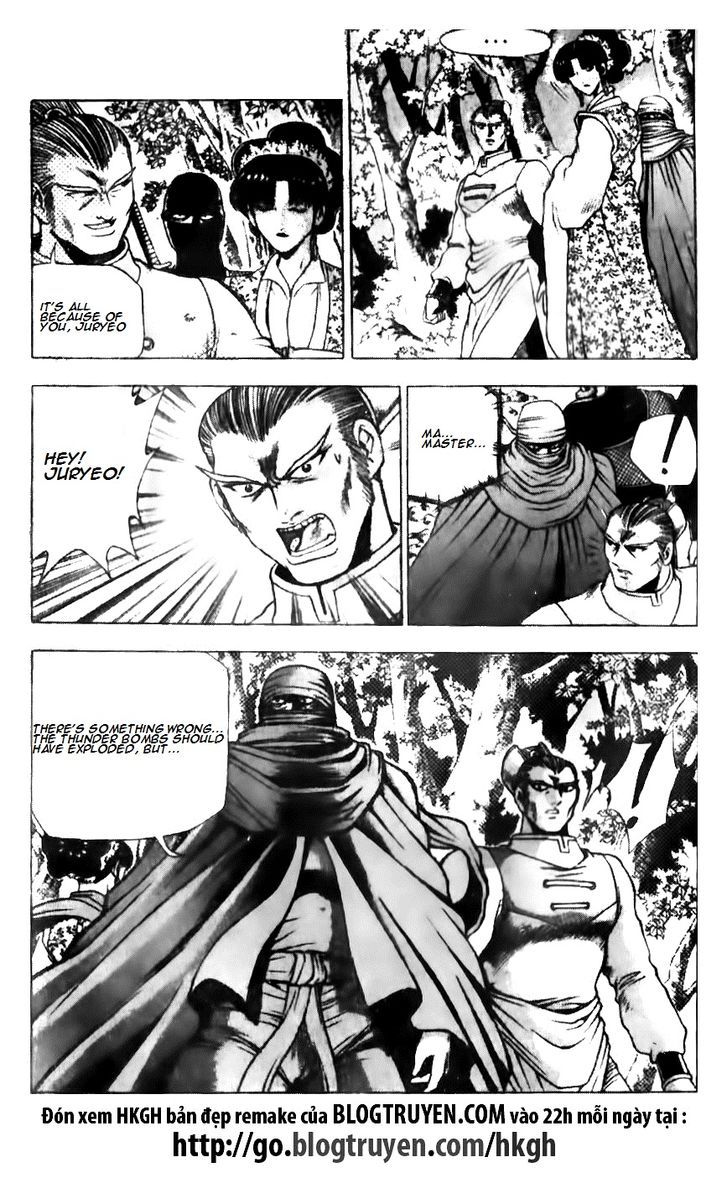 ...
IT'S ALL
BECAUSE OF
YOU, JURYEO
HEY!
JURYEO!
MA...
MASTER...
!
THERE'S SOMETHING WRONG...
THE THUNDER BOMBS SHOULD
HAVE EXPLODED, BUT...
!
Đón xem HKGH bản đẹp remake của BLOGTRUYEN.COM vào 22h mỗi ngày tại :
http://go.blogtruyen.com/hkgh